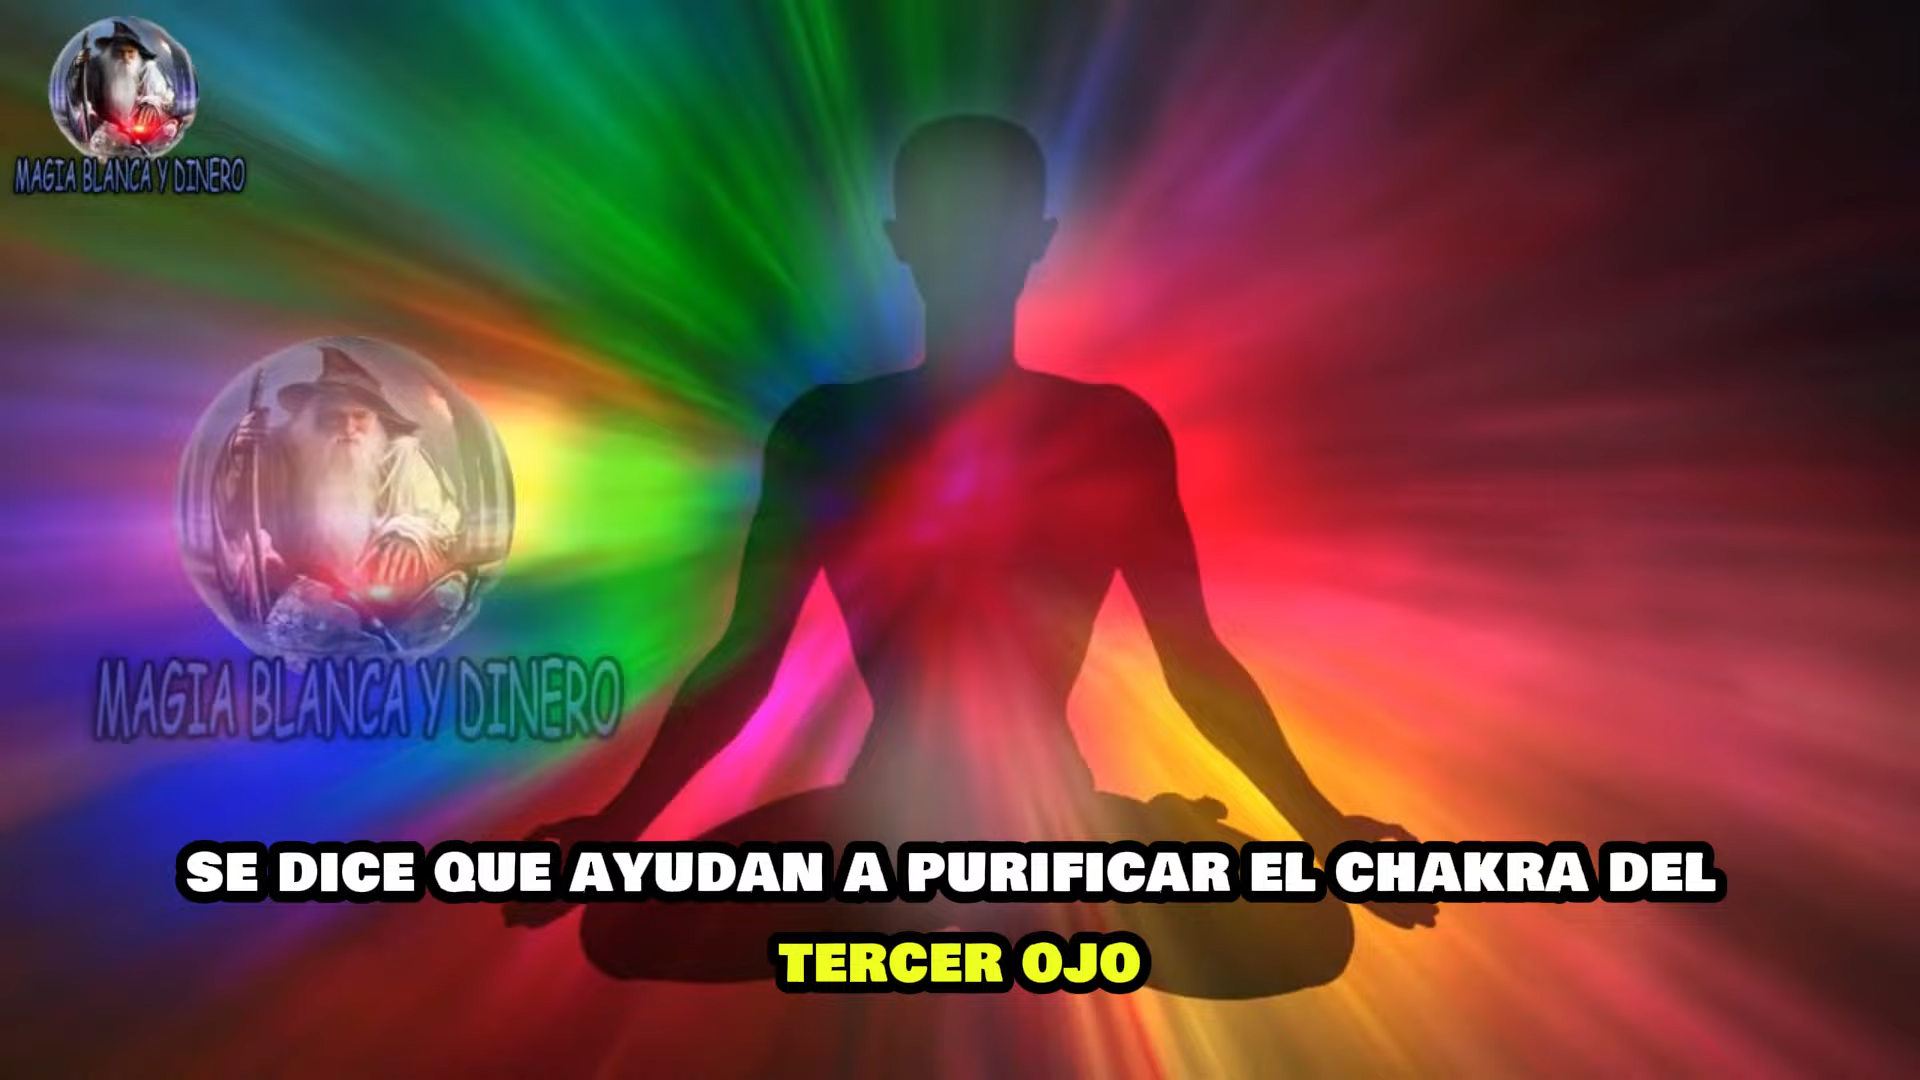 MAGIA BLANCA Y DINERO
MAGIA BLANCA Y DINERO
SE DICE QUE AYUDAN A PURIFICAR EL CHAKRA DEL
TERCER OJO